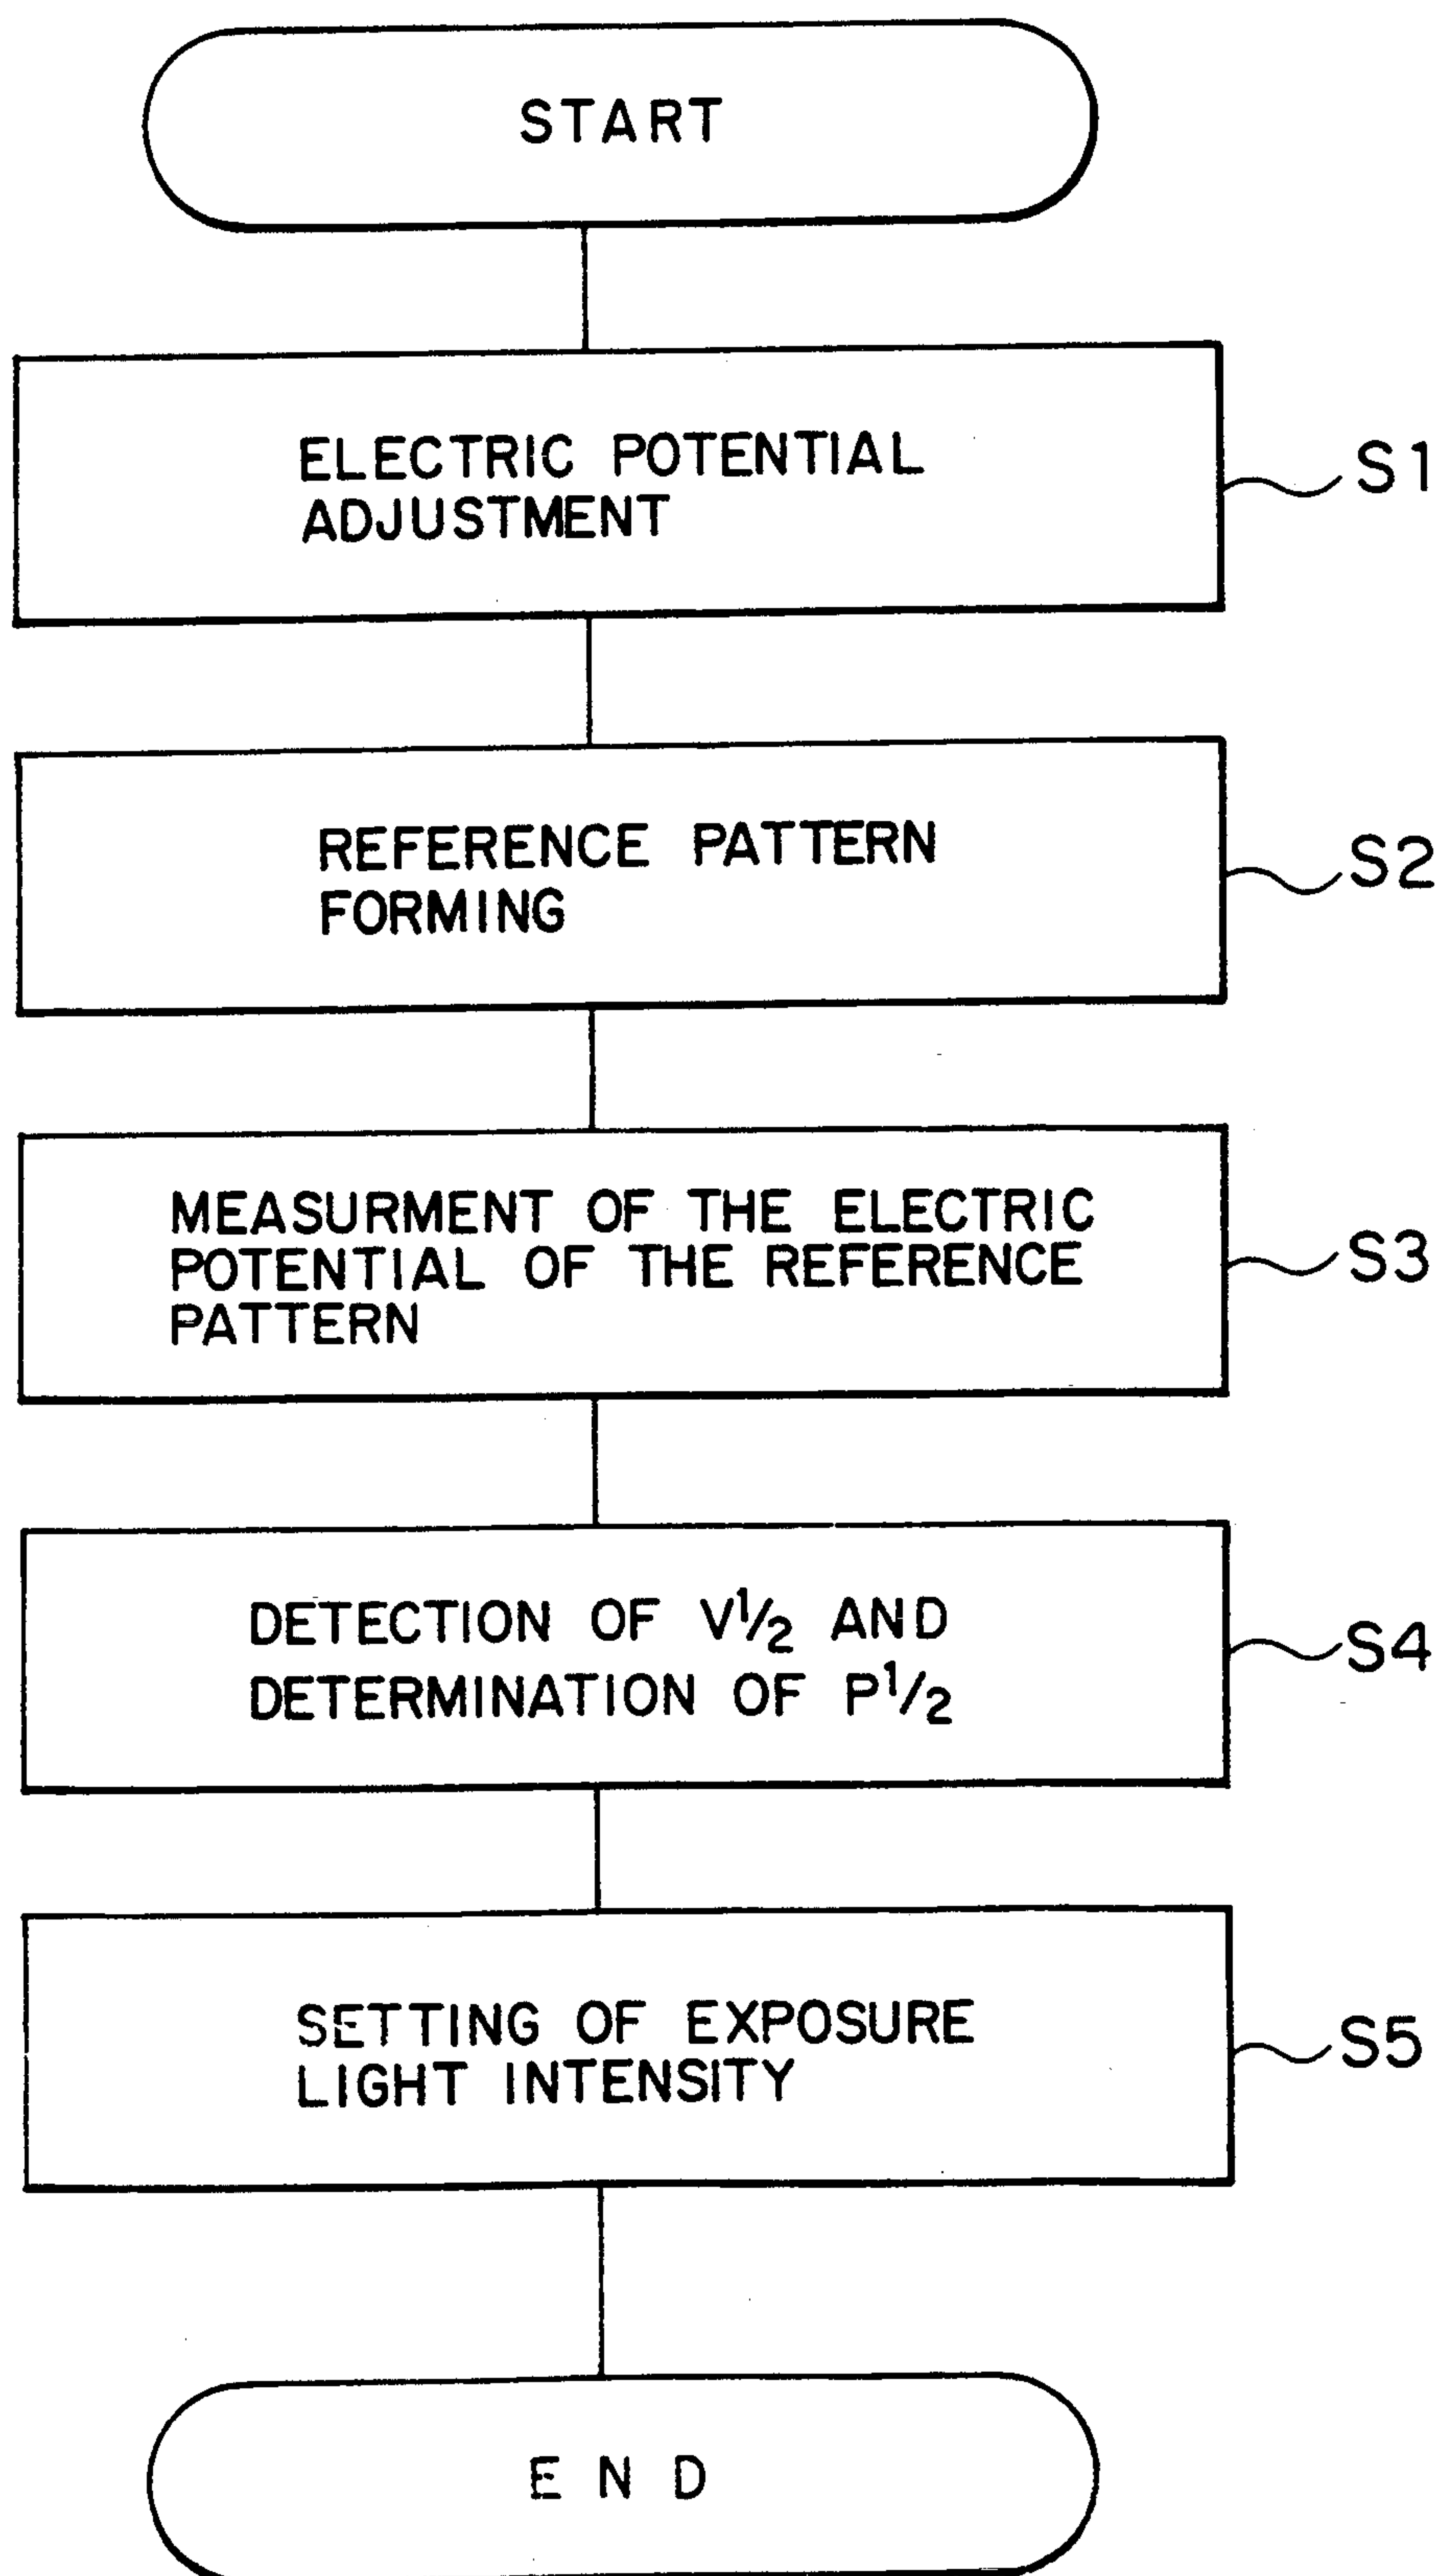 START
ELECTRIC POTENTIAL
ADJUSTMENT
S1
REFERENCE PATTERN
FORMING
S2
MEASURMENT OF THE ELECTRIC
POTENTIAL OF THE REFERENCE
PATTERN
S3
DETECTION OF V1/2 AND
DETERMINATION OF P1/2
S4
SETTING OF EXPOSURE
LIGHT INTENSITY
S5
END